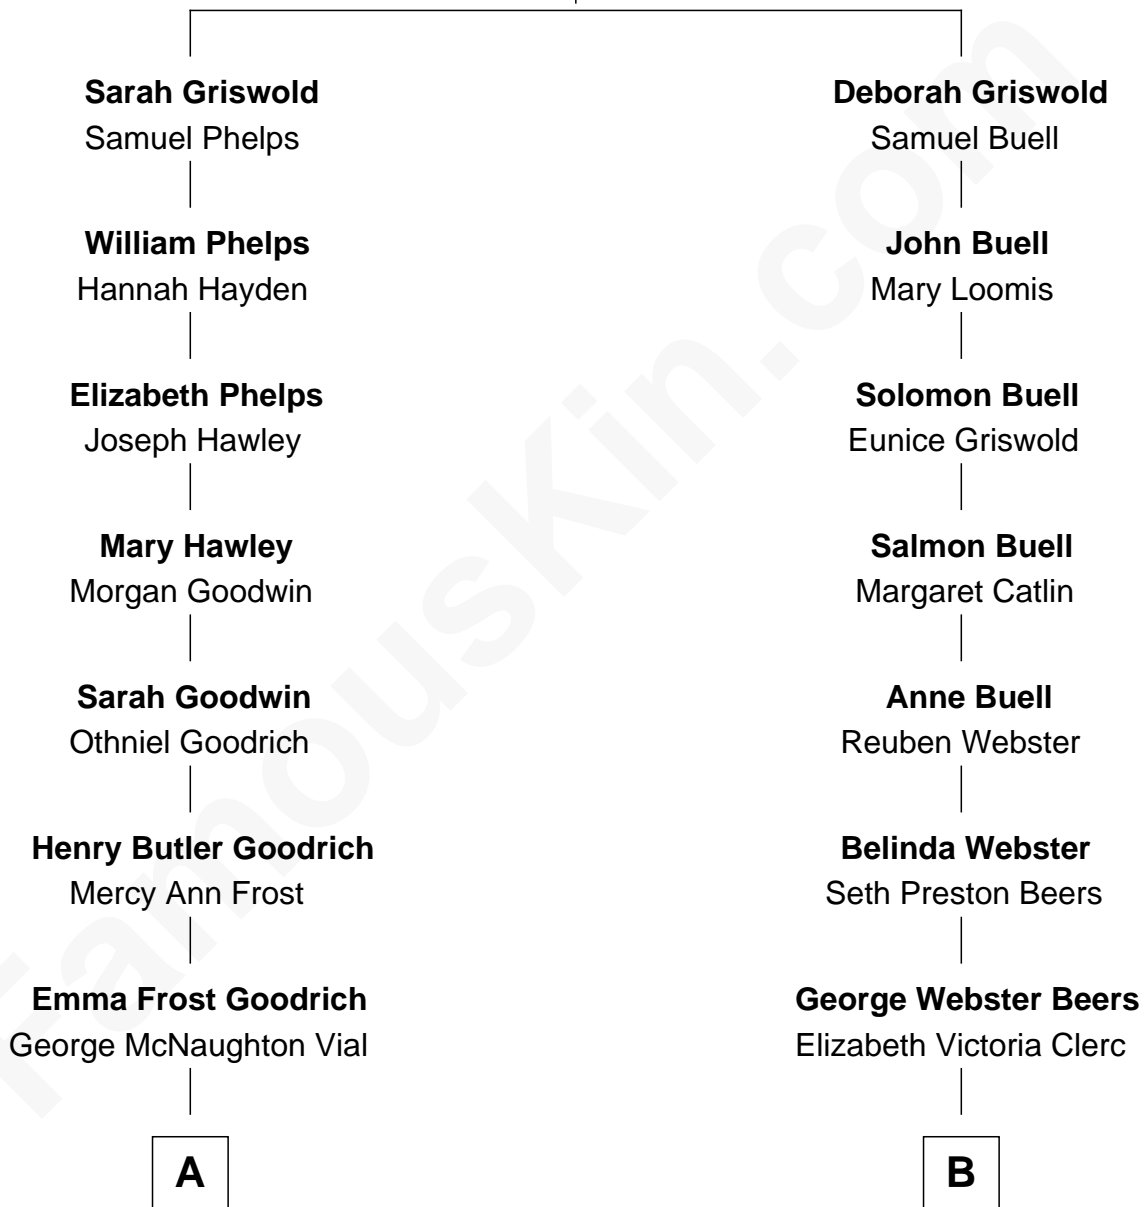 Sarah Griswold
Samuel Phelps
Deborah Griswold
Samuel Buell
William Phelps
Hannah Hayden
John Buell
Mary Loomis
Elizabeth Phelps
Joseph Hawley
Solomon Buell
Eunice Griswold
Mary Hawley
Morgan Goodwin
Salmon Buell
Margaret Catlin
Sarah Goodwin
Othniel Goodrich
Anne Buell
Reuben Webster
Henry Butler Goodrich
Mercy Ann Frost
Belinda Webster
Seth Preston Beers
Emma Frost Goodrich
George McNaughton Vial
George Webster Beers
Elizabeth Victoria Clerc
A
B
FamousKin.com